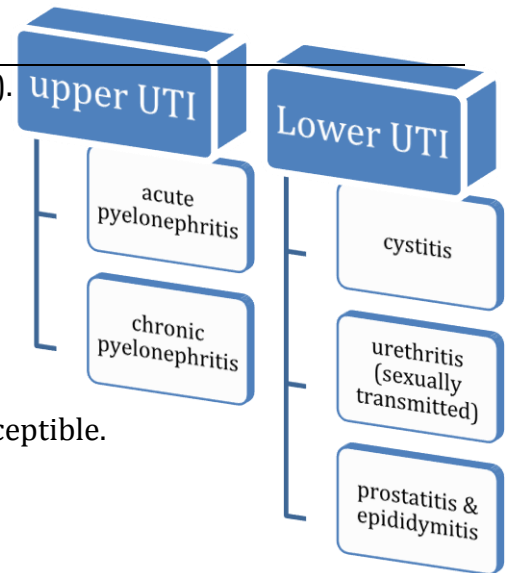 ).
upper UTI
acute
pyelonephritis
chronic
pyelonephritis
Lower UTI
cystitis
urethritis
(sexually
transmitted)
prostatitis &
epididymitis
ceptible.